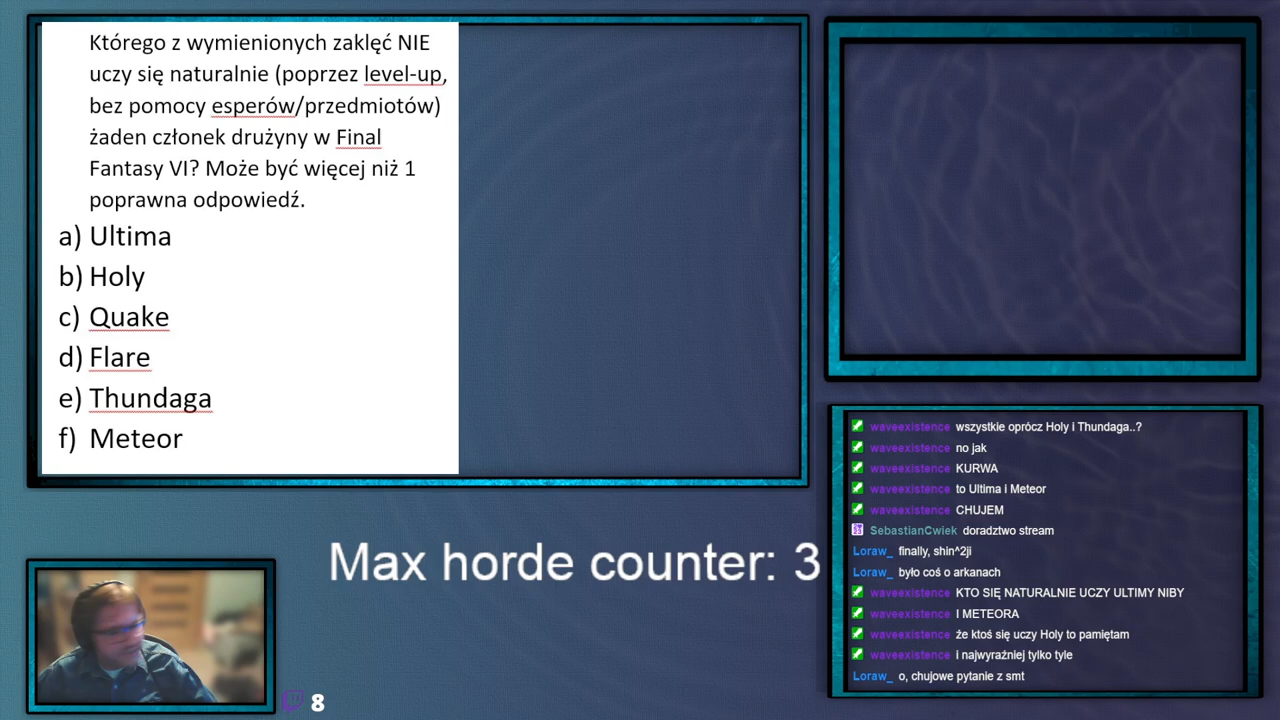 Którego z wymienionych zaklęć NIE
uczy się naturalnie (poprzez level-up,
bez pomocy esperów/przedmiotów)
żaden członek drużyny w Final
Fantasy VI? Może być więcej niż 1
poprawna odpowiedź.
a) Ultima
b) Holy
c) Quake
d) Flare
e) Thundaga
f) Meteor
Max horde counter: 3
8
waveexistence wszystkie oprócz Holy i Thundaga..?
waveexistence no jak
waveexistence KURWA
waveexistence to Ultima i Meteor
waveexistence CHUJEM
SebastianCwiek doradztwo stream
Loraw_ finally, shin^2ji
Loraw_ było coś o arkanach
waveexistence KTO SIĘ NATURALNIE UCZY ULTIMY NIBY
waveexistence I METEORA
waveexistence że ktoś się uczy Holy to pamiętam
waveexistence i najwyraźniej tylko tyle
Loraw_ o, chujowe pytanie z smt